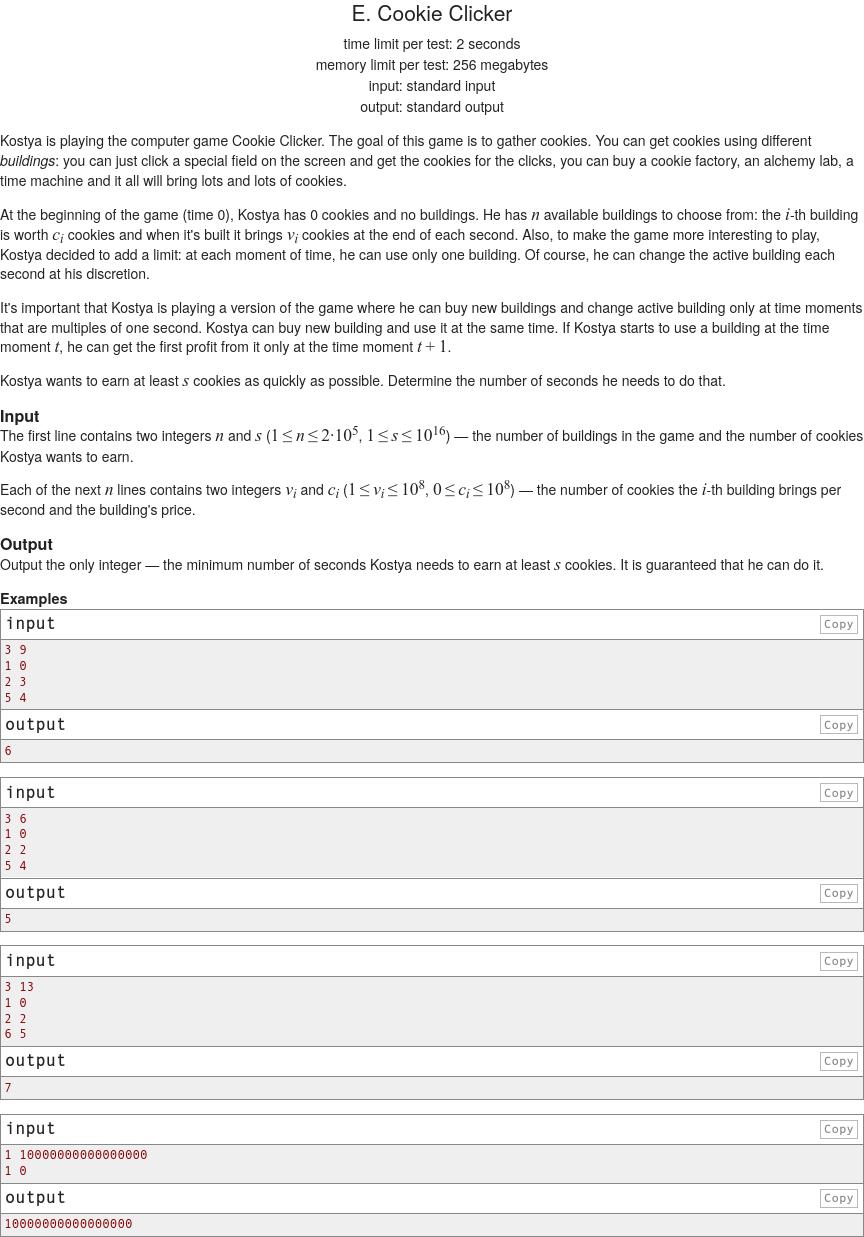 E. Cookie Clicker
time limit per test: 2 seconds
memory limit per test: 256 megabytes
input: standard input
output: standard output
Kostya is playing the computer game Cookie Clicker. The goal of this game is to gather cookies. You can get cookies using different
buildings: you can just click a special field on the screen and get the cookies for the clicks, you can buy a cookie factory, an alchemy lab, a
time machine and it all will bring lots and lots of cookies.
At the beginning of the game (time 0), Kostya has 0 cookies and no buildings. He has n available buildings to choose from: the i-th building
is worth c_i cookies and when it's built it brings v_i cookies at the end of each second. Also, to make the game more interesting to play,
Kostya decided to add a limit: at each moment of time, he can use only one building. Of course, he can change the active building each
second at his discretion.
It's important that Kostya is playing a version of the game where he can buy new buildings and change active building only at time moments
that are multiples of one second. Kostya can buy new building and use it at the same time. If Kostya starts to use a building at the time
moment t, he can get the first profit from it only at the time moment t + 1.
Kostya wants to earn at least s cookies as quickly as possible. Determine the number of seconds he needs to do that.
Input
The first line contains two integers n and s (1 ≤ n ≤ 2·10^5, 1 ≤ s ≤ 10^16) — the number of buildings in the game and the number of cookies
Kostya wants to earn.
Each of the next n lines contains two integers v_i and c_i (1 ≤ v_i ≤ 10^8, 0 ≤ c_i ≤ 10^8) — the number of cookies the i-th building brings per
second and the building's price.
Output
Output the only integer — the minimum number of seconds Kostya needs to earn at least s cookies. It is guaranteed that he can do it.
Examples
input Copy
3 9
1 0
2 3
5 4
output Copy
6
input Copy
3 6
1 0
2 2
5 4
output Copy
5
input Copy
3 13
1 0
2 2
6 5
output Copy
7
input Copy
1 10000000000000000
1 0
output Copy
10000000000000000